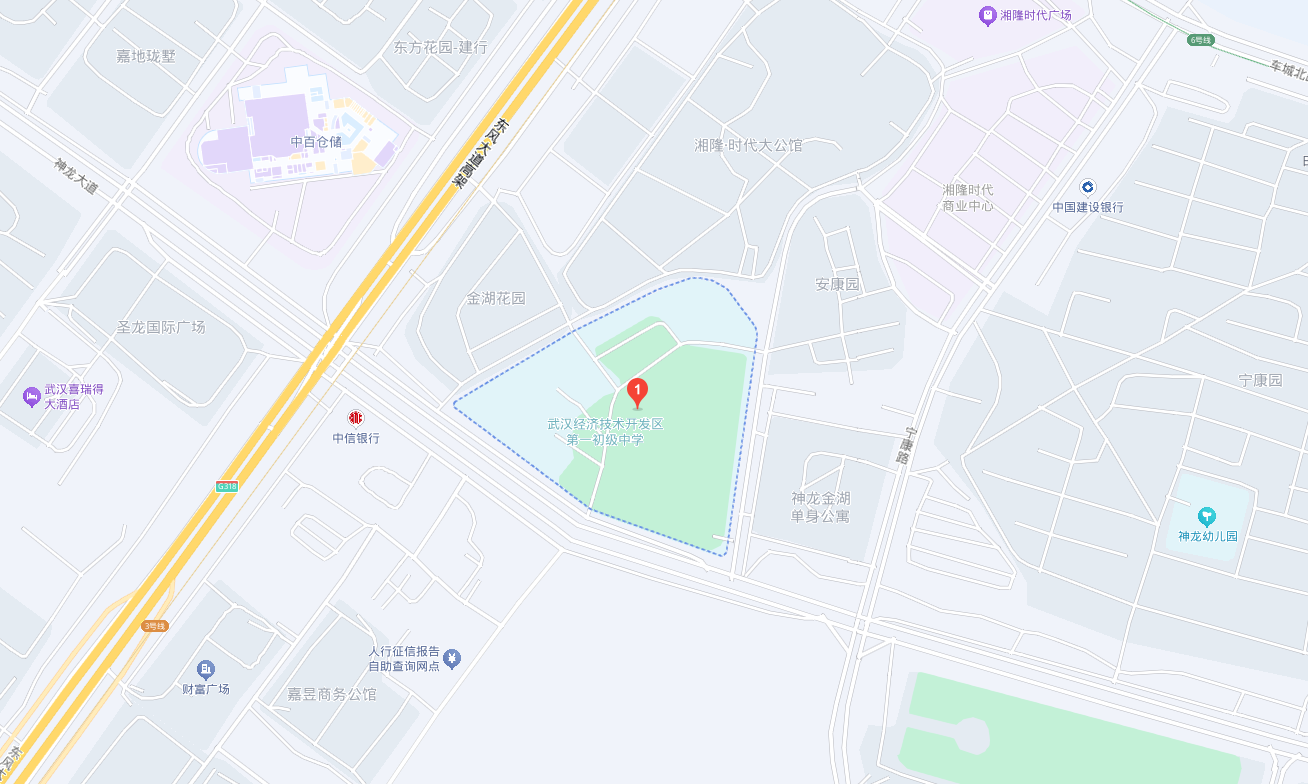 湘隆时代广场
6号线
车城北
东方花园-建行
嘉地珑墅
中百仓储
东风大道高架
湘隆·时代大公馆
神龙大道
湘隆时代
商业中心
中国建设银行
安康园
金湖花园
圣龙国际广场
武汉喜瑞得
大酒店
宁康园
1
中信银行
武汉经济技术开发区
第一初级中学
宁康路
G318
神龙金湖
单身公寓
神龙幼儿园
3号线
人行征信报告
自助查询网点
财富广场
嘉昱商务公馆
东风大